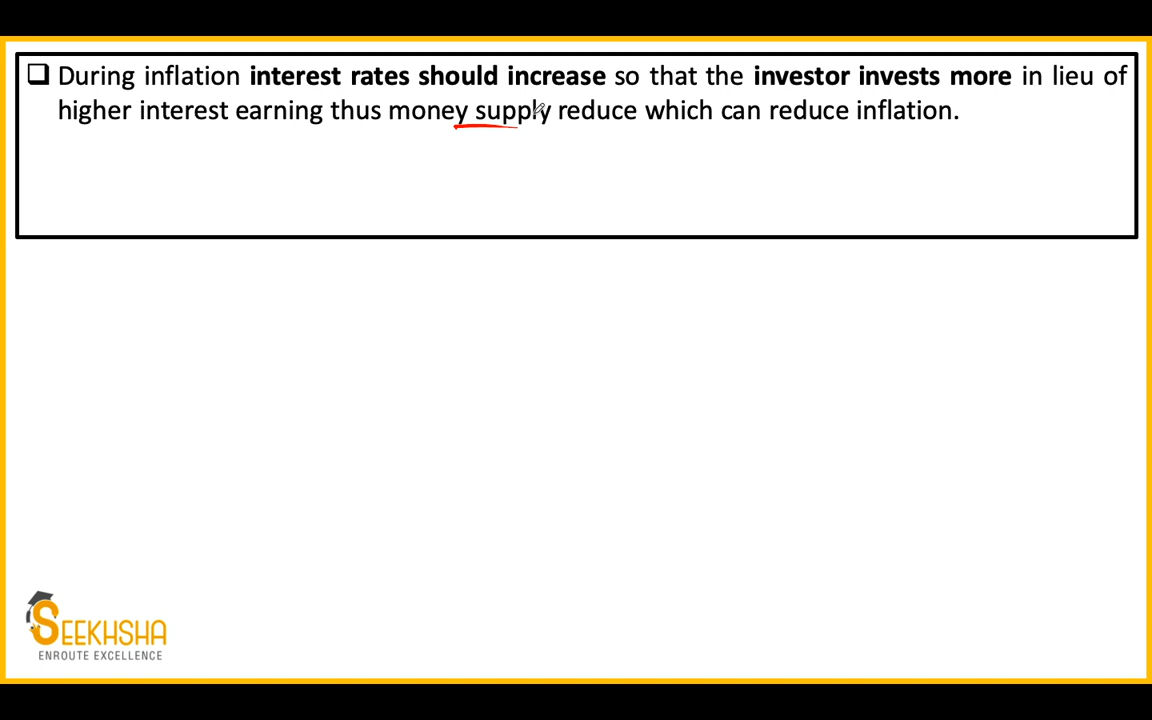 During inflation interest rates should increase so that the investor invests more in lieu of
higher interest earning thus money supply reduce which can reduce inflation.
SEEKHSHA
ENROUTE EXCELLENCE